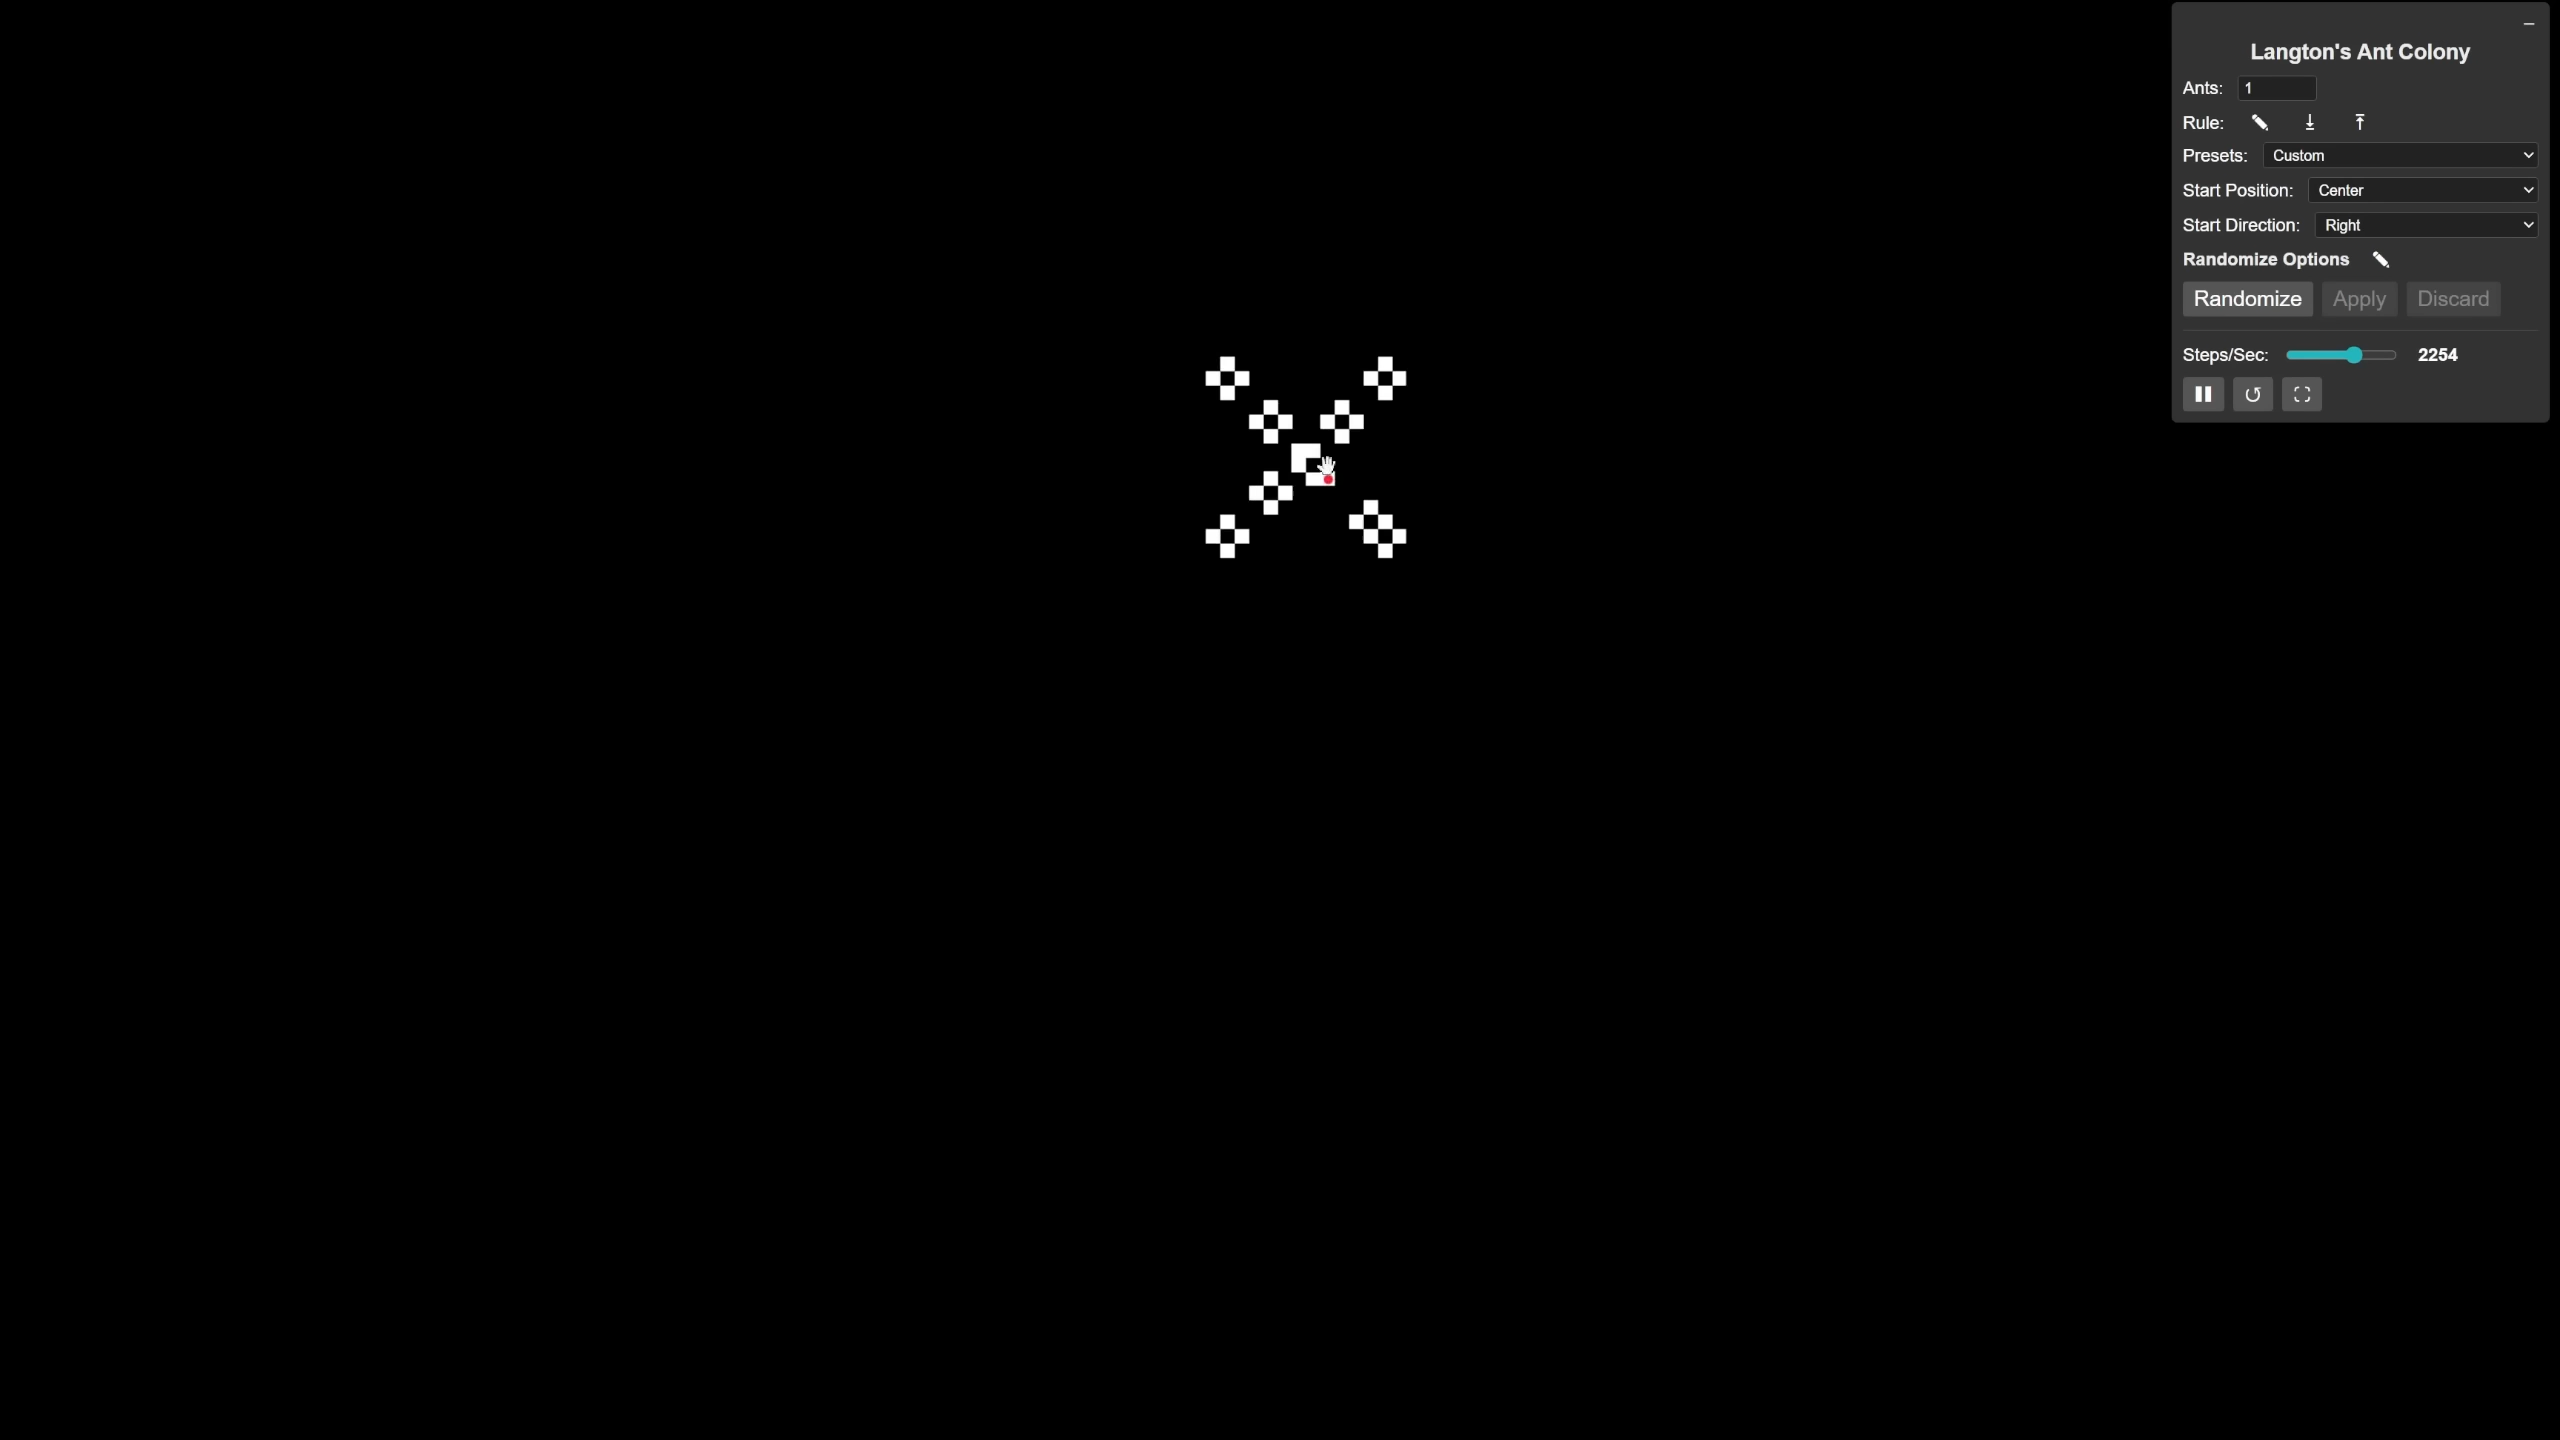 Langton's Ant Colony
Ants: 1
Rule:
Presets: Custom
Start Position: Center
Start Direction: Right
Randomize Options
Randomize Apply Discard
Steps/Sec: 2254